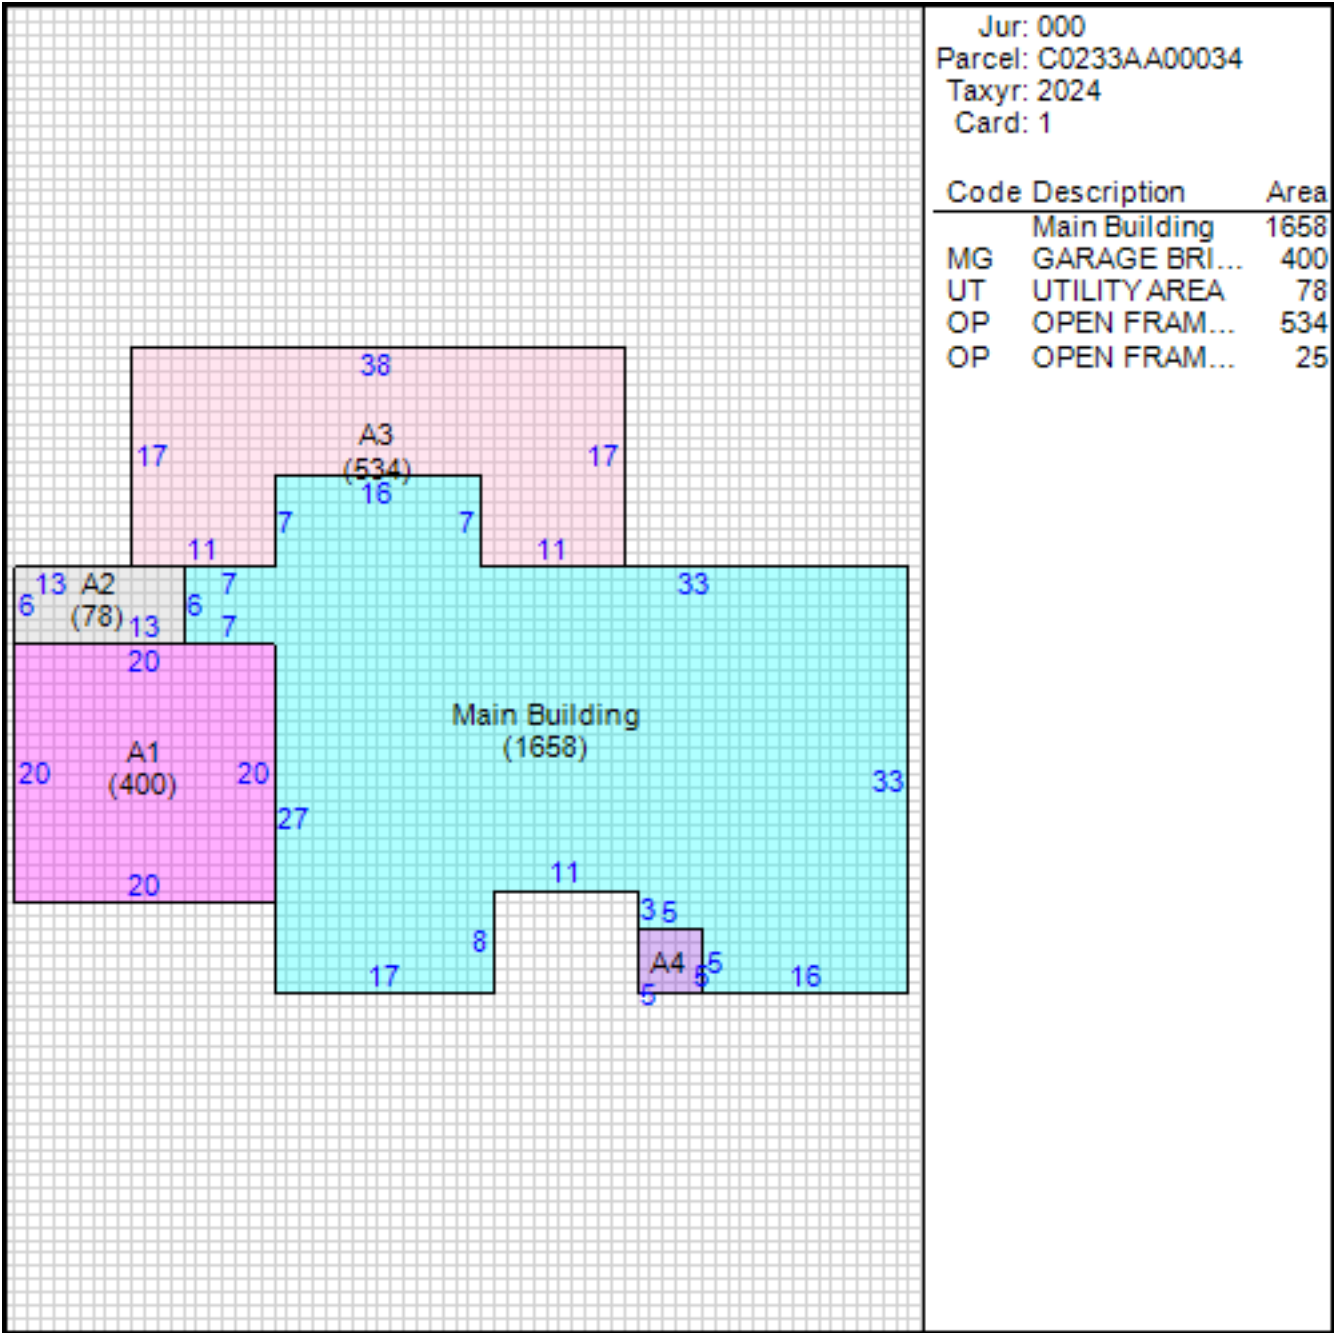 Jur: 000
Parcel: C0233AA00034
Taxyr: 2024
Card: 1
Code Description Area
Main Building 1658
MG GARAGE BRI... 400
UT UTILITY AREA 78
OP OPEN FRAM... 534
OP OPEN FRAM... 25
38
A3
(534)
17
17
16
7
7
11
11
13
A2
7
33
6
(78)
6
13
7
20
Main Building
(1658)
A1
(400)
20
20
33
27
11
20
3
5
8
A4
5
17
5
16
5